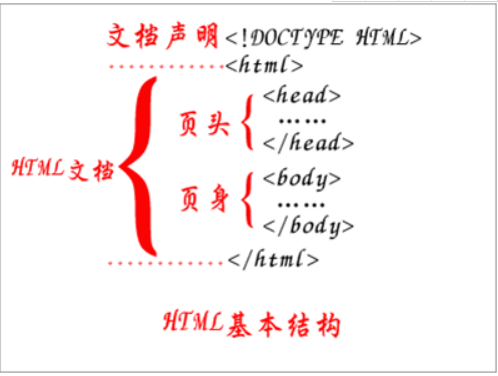 文档声明<!DOCTYPE HTML>
<html>
<head>
页头 ……
</head>
HTML文档
<body>
页身 ……
</body>
</html>
HTML基本结构